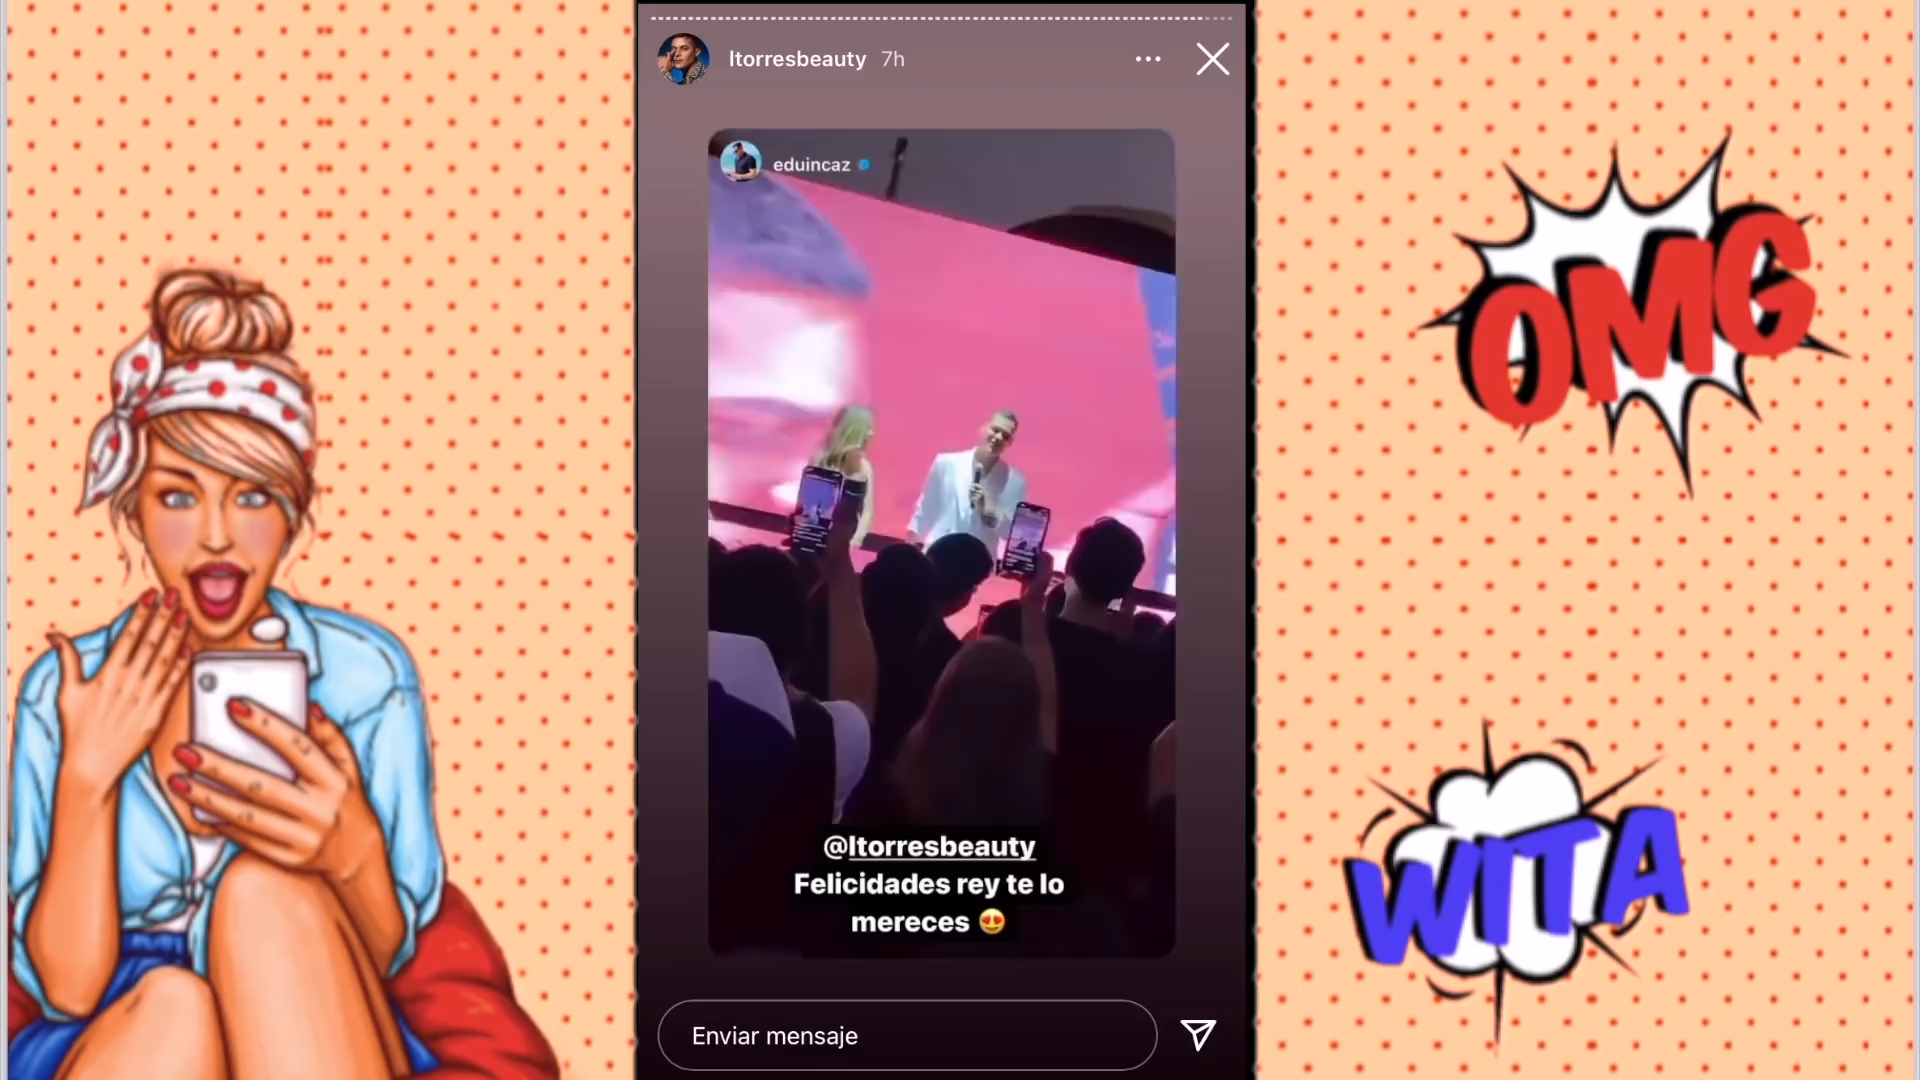 ltorresbeauty 7h
eduincaz
@ltorresbeauty
Felicidades rey te lo
mereces 😍
Enviar mensaje
OMG
WITA